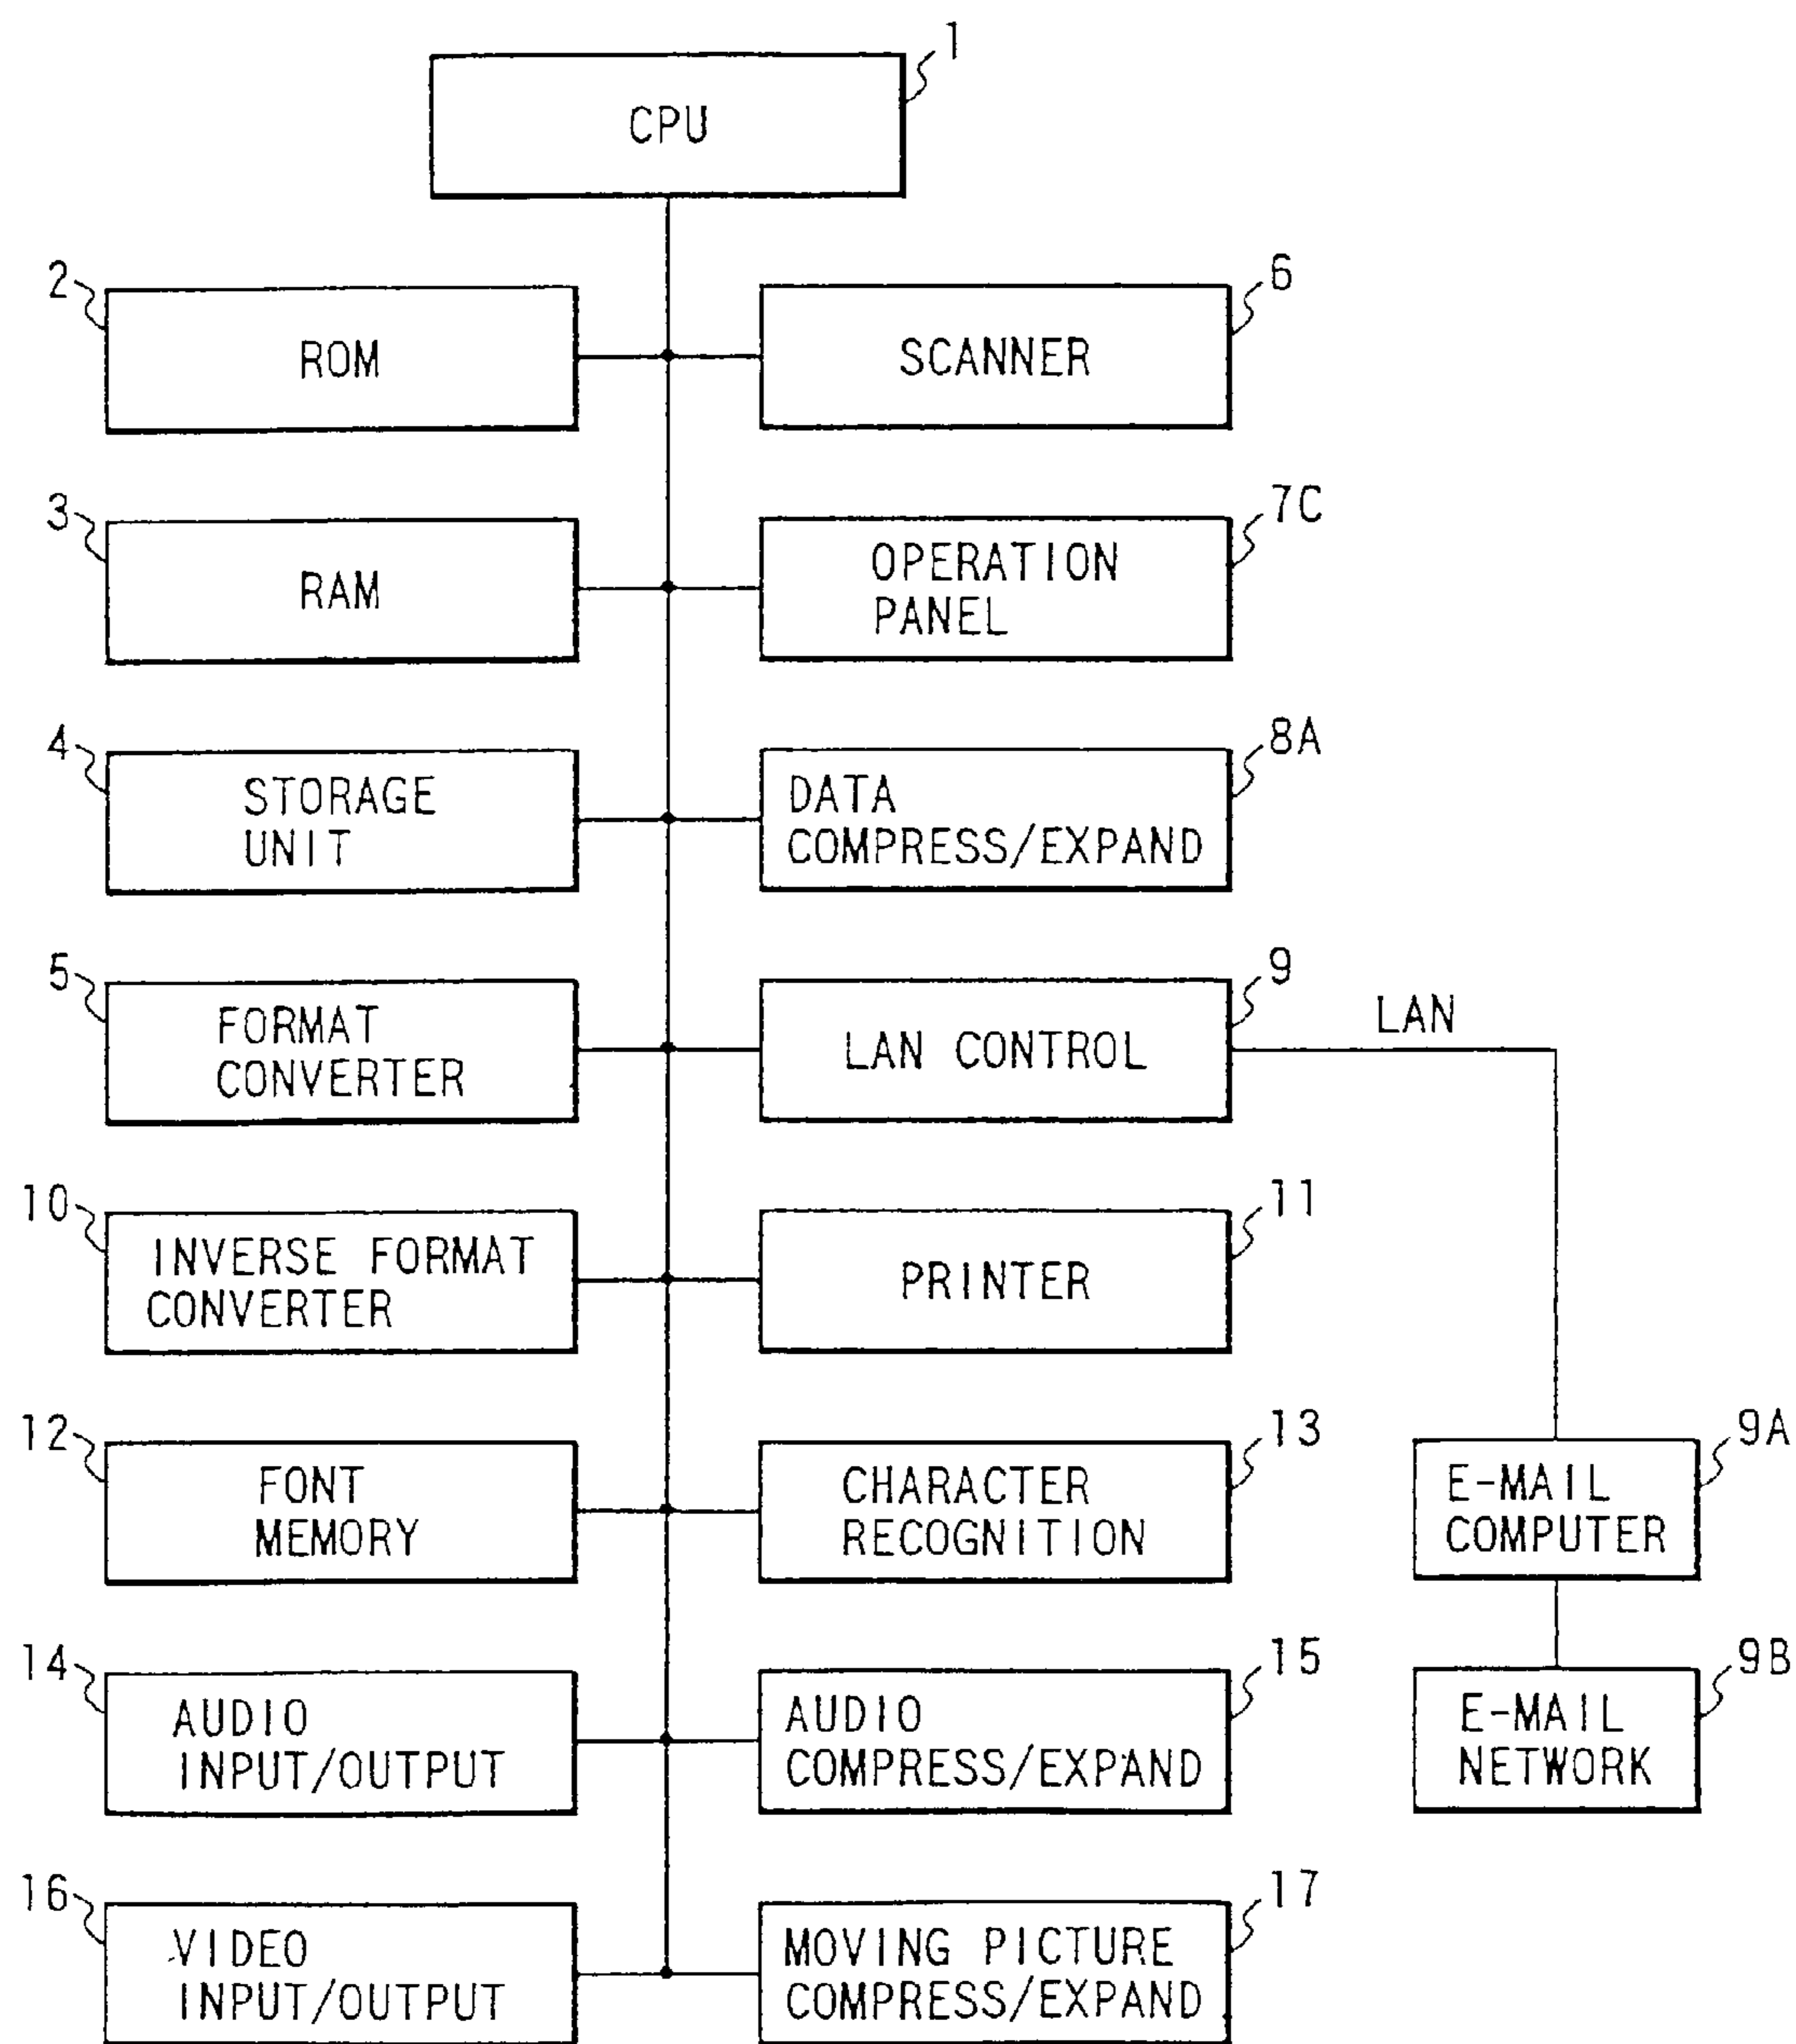 1
CPU
2
ROM
6
SCANNER
3
RAM
7C
OPERATION
PANEL
4
STORAGE
UNIT
8A
DATA
COMPRESS/EXPAND
5
FORMAT
CONVERTER
9
LAN CONTROL
LAN
10
INVERSE FORMAT
CONVERTER
11
PRINTER
12
FONT
MEMORY
13
CHARACTER
RECOGNITION
9A
E-MAIL
COMPUTER
14
AUDIO
INPUT/OUTPUT
15
AUDIO
COMPRESS/EXPAND
9B
E-MAIL
NETWORK
16
VIDEO
INPUT/OUTPUT
17
MOVING PICTURE
COMPRESS/EXPAND